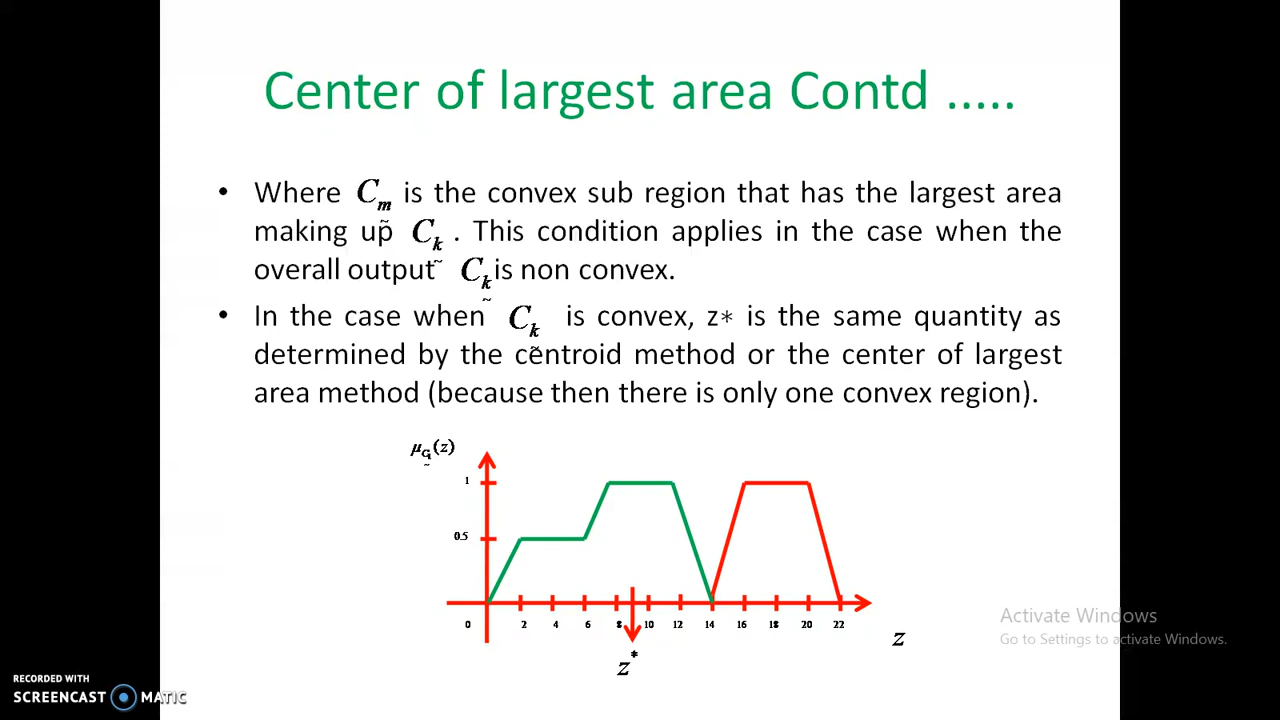 Center of largest area Contd .....
• Where Cm is the convex sub region that has the largest area
making up C̰k . This condition applies in the case when the
overall output C̰k is non convex.
• In the case when C̰k is convex, z∗ is the same quantity as
determined by the centroid method or the center of largest
area method (because then there is only one convex region).
μC̰k(z)
1
0.5
0 2 4 6 8 10 12 14 16 18 20 22
z
z*
Activate Windows
Go to Settings to activate Windows.
RECORDED WITH
SCREENCAST MATIC